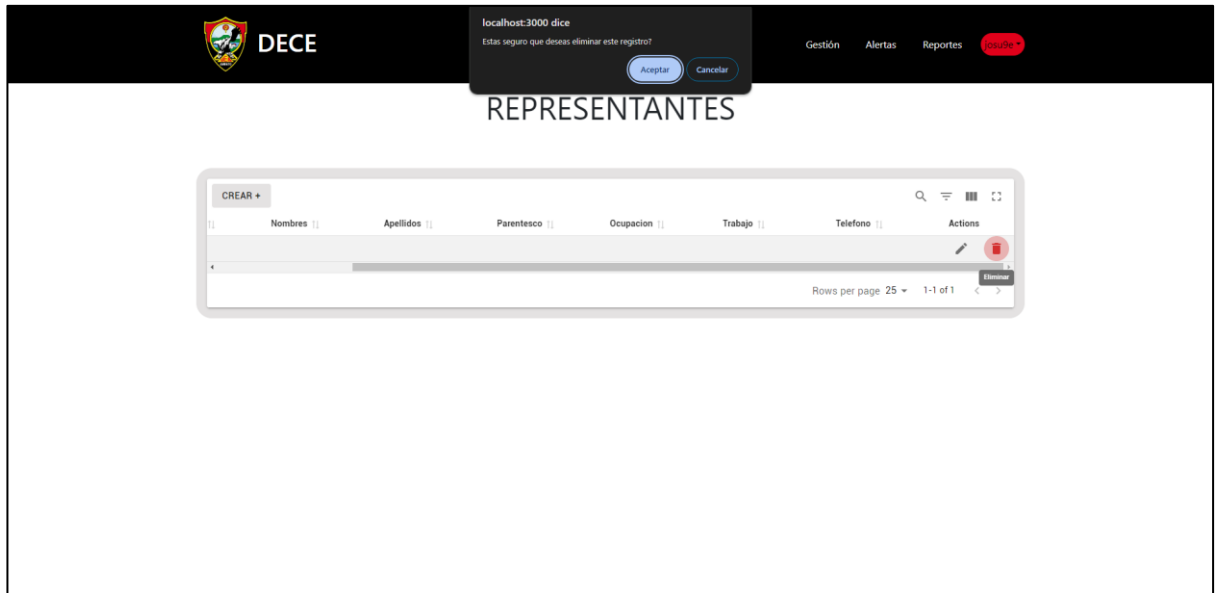 DECE
localhost:3000 dice
Estas seguro que deseas eliminar este registro?
Aceptar Cancelar
Gestión Alertas Reportes josu9e
REPRESENTANTES
CREAR +
Nombres Apellidos Parentesco Ocupacion Trabajo Telefono Actions
Eliminar
Rows per page 25 1-1 of 1